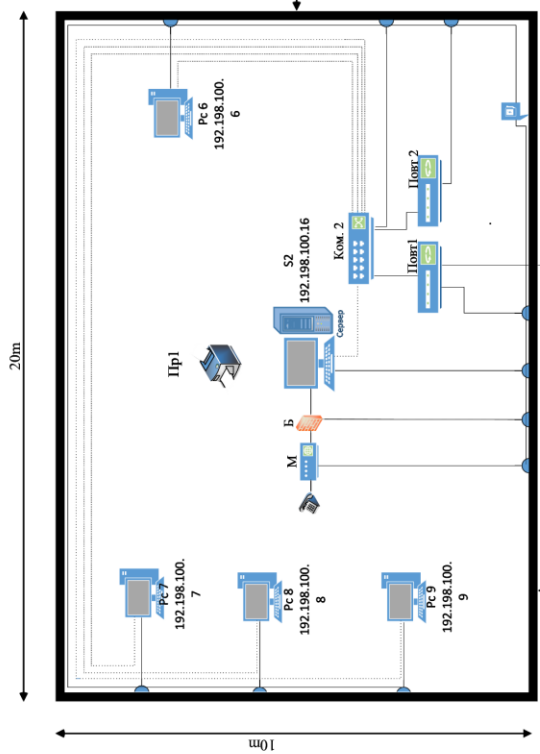 20m
10m
Рс 6
192.198.100.
6
Пр1
S2
192.198.100.16
Сервер
Ком. 2
Повт1
Повт 2
Б
М
Рс 7
192.198.100.
7
Рс 8
192.198.100.
8
Рс 9
192.198.100.
9